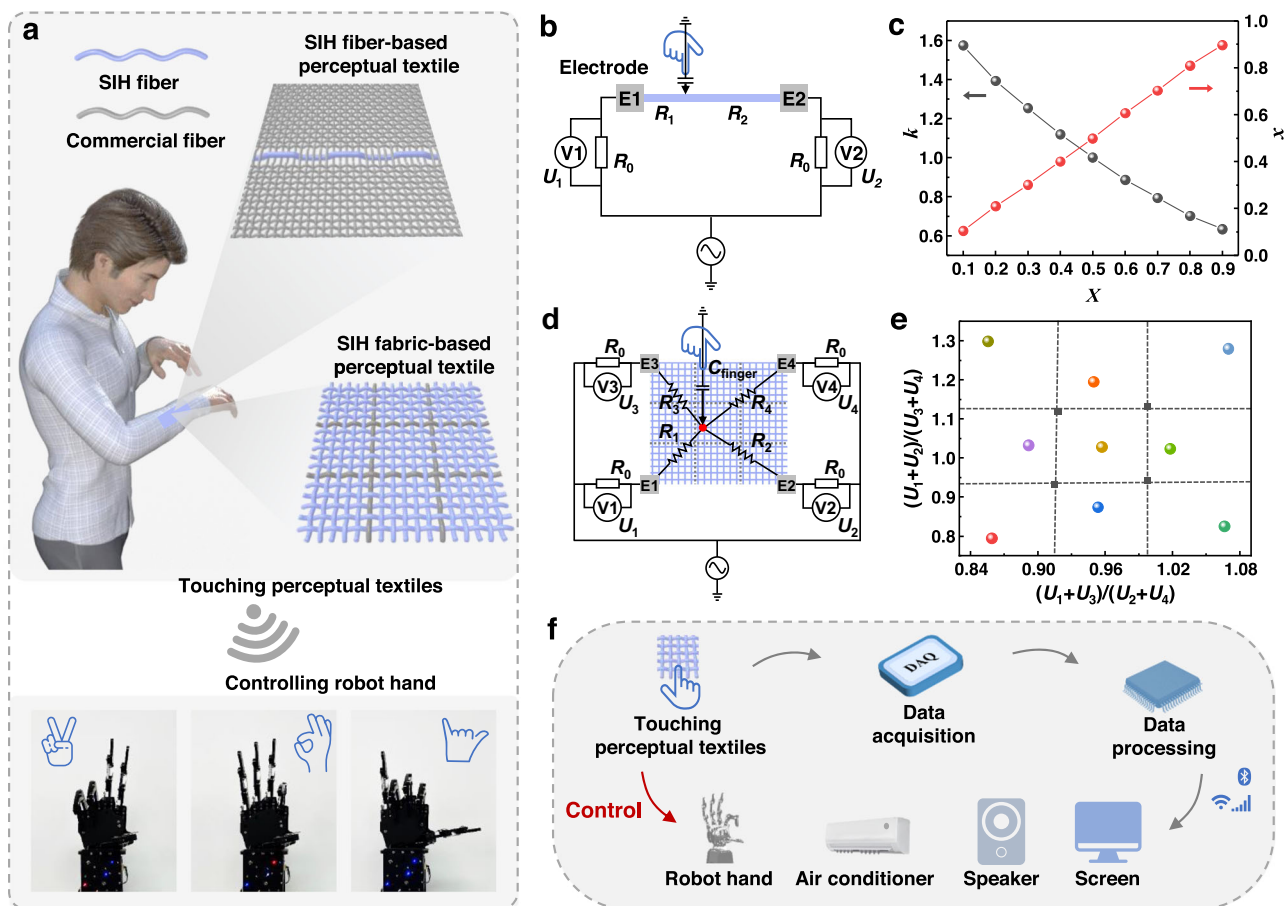 a
SIH fiber
Commercial fiber
SIH fiber-based
perceptual textile
SIH fabric-based
perceptual textile
Touching perceptual textiles
Controlling robot hand
b
Electrode
E1
E2
R1
R2
V1
R0
U1
R0
V2
U2
c
k
1.6
1.4
1.2
1.0
0.8
0.6
x
1.0
0.8
0.6
0.4
0.2
0.0
0.1 0.2 0.3 0.4 0.5 0.6 0.7 0.8 0.9
X
d
R0
E3
V3
U3
Cfinger
E4
R0
V4
U4
R3
R4
R1
R2
R0
E1
V1
U1
E2
R0
V2
U2
e
(U1+U2)/(U3+U4)
1.3
1.2
1.1
1.0
0.9
0.8
0.84 0.90 0.96 1.02 1.08
(U1+U3)/(U2+U4)
f
Touching
perceptual textiles
DAQ
Data
acquisition
Data
processing
Control
Robot hand
Air conditioner
Speaker
Screen